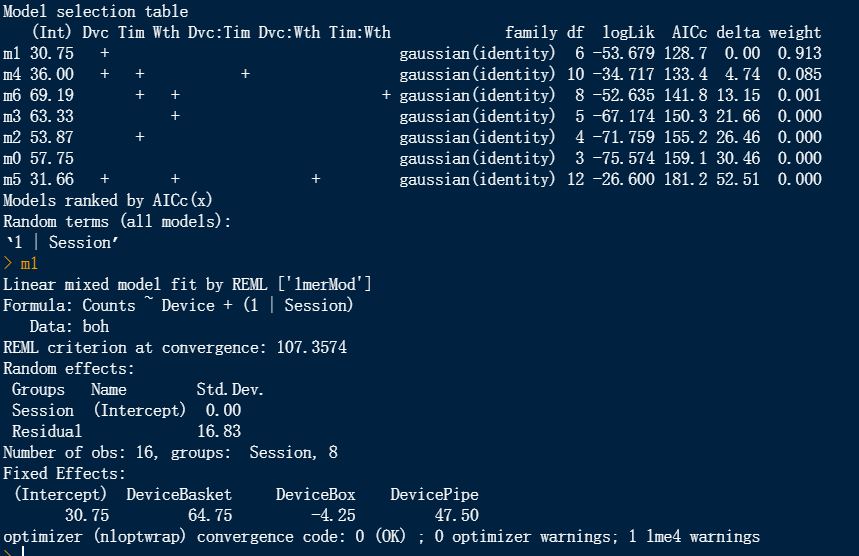 Model selection table
(Int) Dvc Tim Wth Dvc:Tim Dvc:Wth Tim:Wth family df logLik AICc delta weight
m1 30.75 + gaussian(identity) 6 -53.679 128.7 0.00 0.913
m4 36.00 + + + gaussian(identity) 10 -34.717 133.4 4.74 0.085
m6 69.19 + + + gaussian(identity) 8 -52.635 141.8 13.15 0.001
m3 63.33 + gaussian(identity) 5 -67.174 150.3 21.66 0.000
m2 53.87 + gaussian(identity) 4 -71.759 155.2 26.46 0.000
m0 57.75 gaussian(identity) 3 -75.574 159.1 30.46 0.000
m5 31.66 + + + gaussian(identity) 12 -26.600 181.2 52.51 0.000
Models ranked by AICc(x)
Random terms (all models):
‘1 | Session’
> m1
Linear mixed model fit by REML ['lmerMod']
Formula: Counts ~ Device + (1 | Session)
Data: boh
REML criterion at convergence: 107.3574
Random effects:
Groups Name Std.Dev.
Session (Intercept) 0.00
Residual 16.83
Number of obs: 16, groups: Session, 8
Fixed Effects:
(Intercept) DeviceBasket DeviceBox DevicePipe
30.75 64.75 -4.25 47.50
optimizer (nloptwrap) convergence code: 0 (OK) ; 0 optimizer warnings; 1 lme4 warnings
>